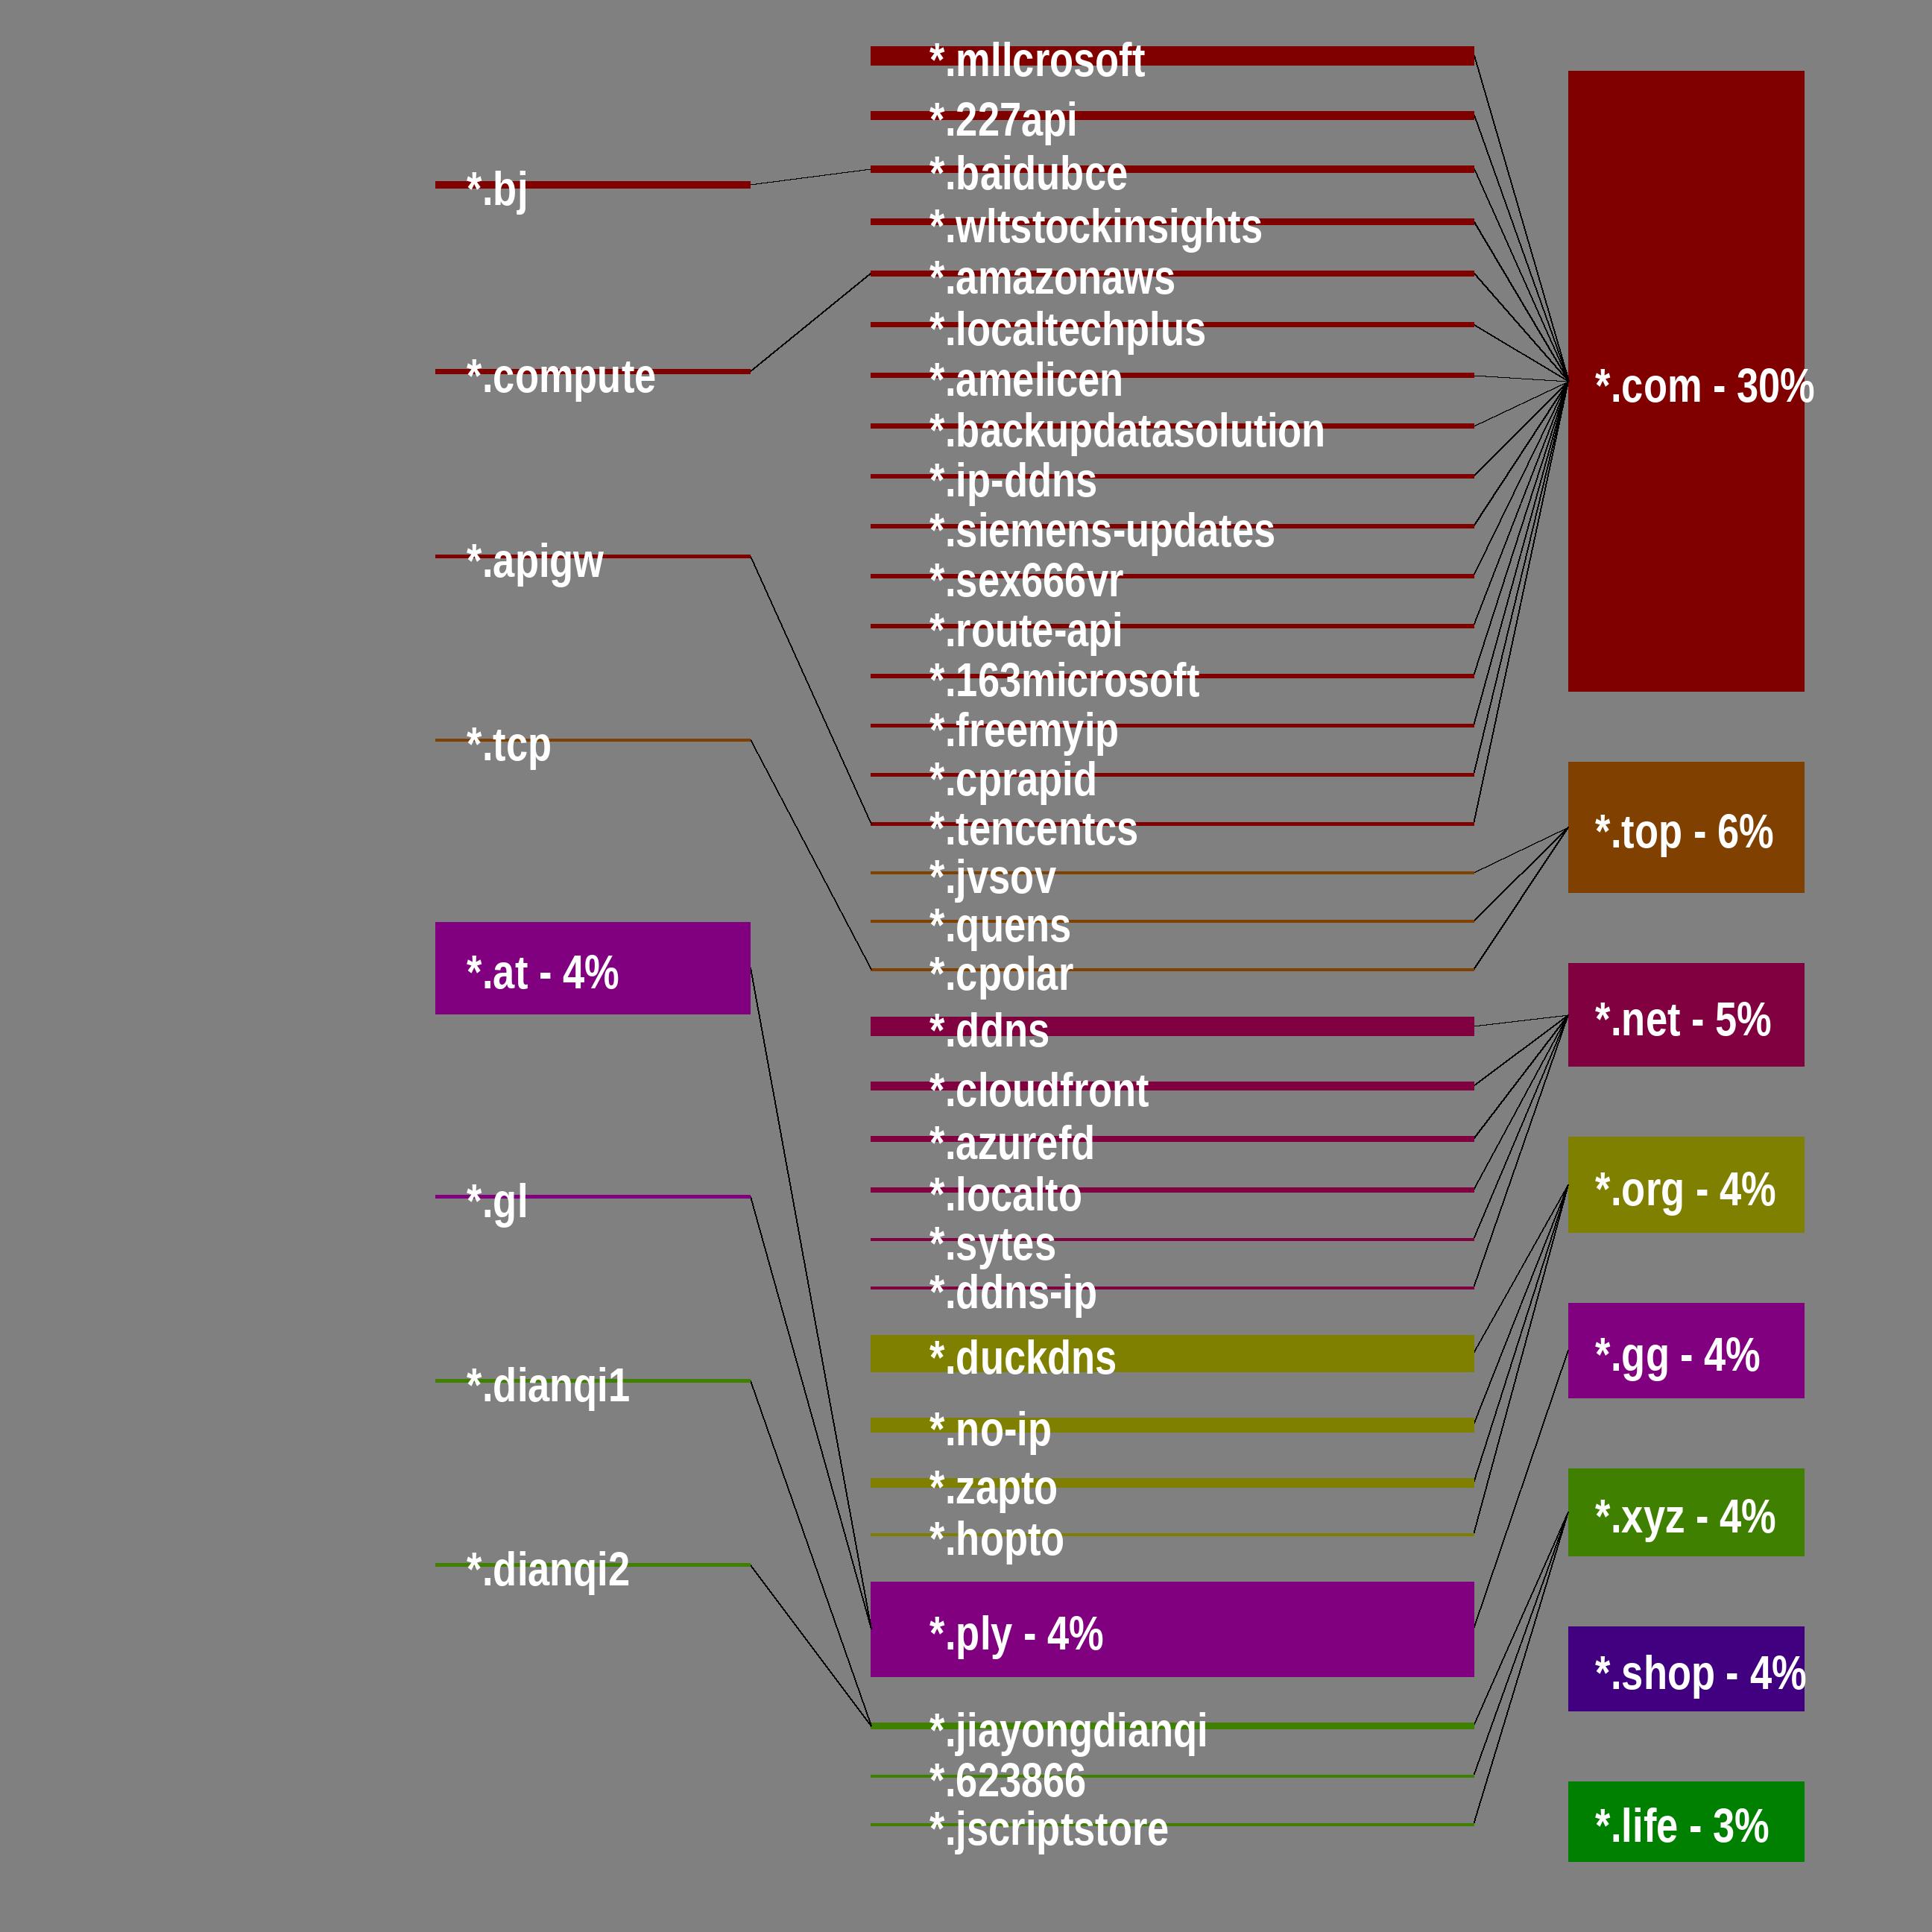 *.bj
*.compute
*.apigw
*.tcp
*.at - 4%
*.gl
*.dianqi1
*.dianqi2
*.mllcrosoft
*.227api
*.baidubce
*.wltstockinsights
*.amazonaws
*.localtechplus
*.amelicen
*.backupdatasolution
*.ip-ddns
*.siemens-updates
*.sex666vr
*.route-api
*.163microsoft
*.freemyip
*.cprapid
*.tencentcs
*.jvsov
*.quens
*.cpolar
*.ddns
*.cloudfront
*.azurefd
*.localto
*.sytes
*.ddns-ip
*.duckdns
*.no-ip
*.zapto
*.hopto
*.ply - 4%
*.jiayongdianqi
*.623866
*.jscriptstore
*.com - 30%
*.top - 6%
*.net - 5%
*.org - 4%
*.gg - 4%
*.xyz - 4%
*.shop - 4%
*.life - 3%